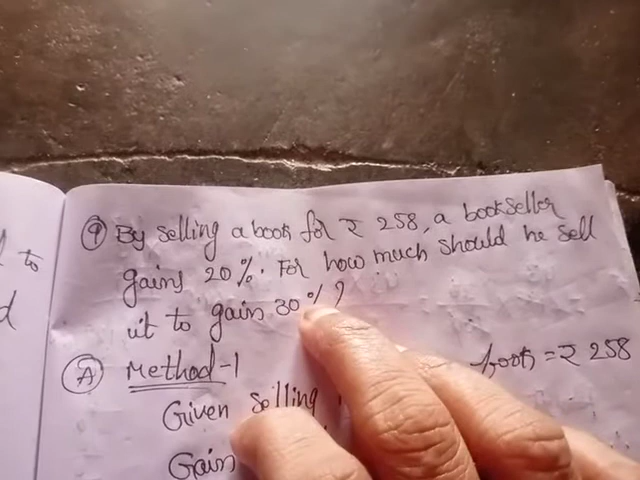 to
d
9 By selling a book for ₹ 258, a bookseller
gains 20%. For how much should he sell
it to gain 30%?
A Method-1
Given Selling book = ₹ 258
Gain